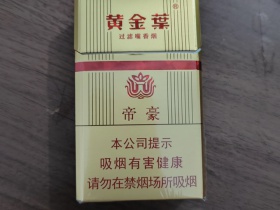 黄金葉®
过滤嘴香烟
帝豪
本公司提示
吸烟有害健康
请勿在禁烟场所吸烟